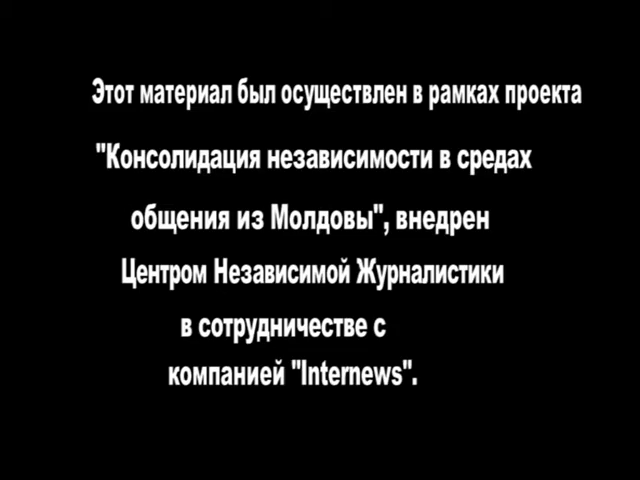 Этот материал был осуществлен в рамках проекта
"Консолидация независимости в средах
общения из Молдовы", внедрен
Центром Независимой Журналистики
в сотрудничестве с
компанией "Internews".